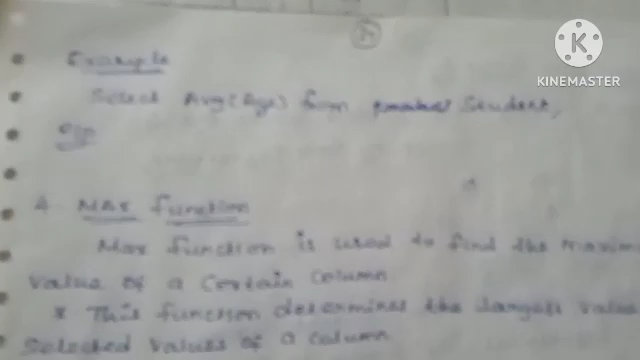 K
KINEMASTER
Example
Select Avg(Age) from Student,
O/p
4 Max function
Max function is used to find the maxim
value of a certain column
* This function determines the largest value
selected values of a column